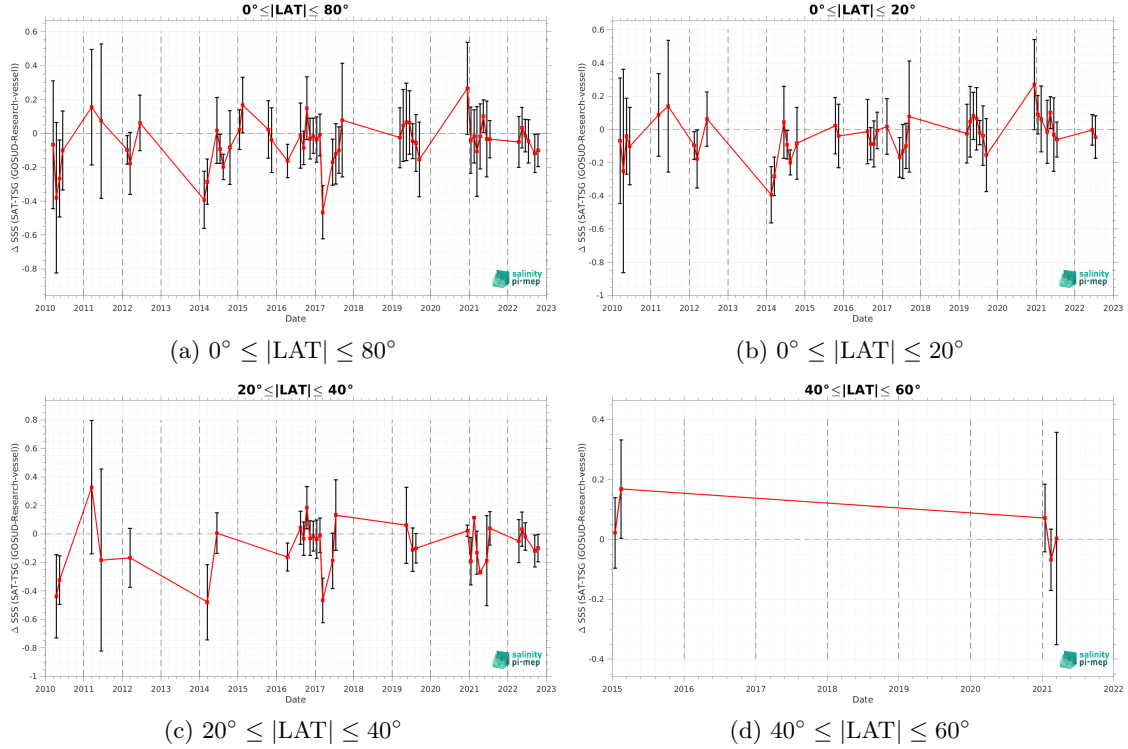 0°≤|LAT|≤ 80°
Δ SSS (SAT-TSG (GOSUD-Research-vessel))
0.6
0.4
0.2
0
-0.2
-0.4
-0.6
-0.8
2010 2011 2012 2013 2014 2015 2016 2017 2018 2019 2020 2021 2022 2023
Date
salinity
pi-mep
(a) 0° ≤ |LAT| ≤ 80°
0°≤|LAT|≤ 20°
Δ SSS (SAT-TSG (GOSUD-Research-vessel))
0.6
0.4
0.2
0
-0.2
-0.4
-0.6
-0.8
-1
2010 2011 2012 2013 2014 2015 2016 2017 2018 2019 2020 2021 2022 2023
Date
salinity
pi-mep
(b) 0° ≤ |LAT| ≤ 20°
20°≤|LAT|≤ 40°
Δ SSS (SAT-TSG (GOSUD-Research-vessel))
0.8
0.6
0.4
0.2
0
-0.2
-0.4
-0.6
-0.8
-1
2010 2011 2012 2013 2014 2015 2016 2017 2018 2019 2020 2021 2022 2023
Date
salinity
pi-mep
(c) 20° ≤ |LAT| ≤ 40°
40°≤|LAT|≤ 60°
Δ SSS (SAT-TSG (GOSUD-Research-vessel))
0.4
0.2
0
-0.2
-0.4
2015 2016 2017 2018 2019 2020 2021 2022
Date
salinity
pi-mep
(d) 40° ≤ |LAT| ≤ 60°